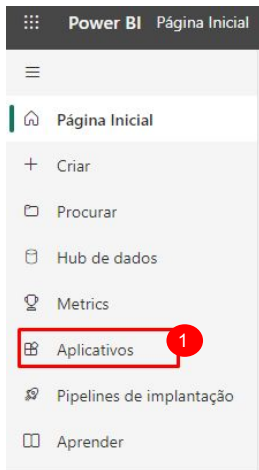 Power BI Página Inicial
Página Inicial
Criar
Procurar
Hub de dados
Metrics
1
Aplicativos
Pipelines de implantação
Aprender